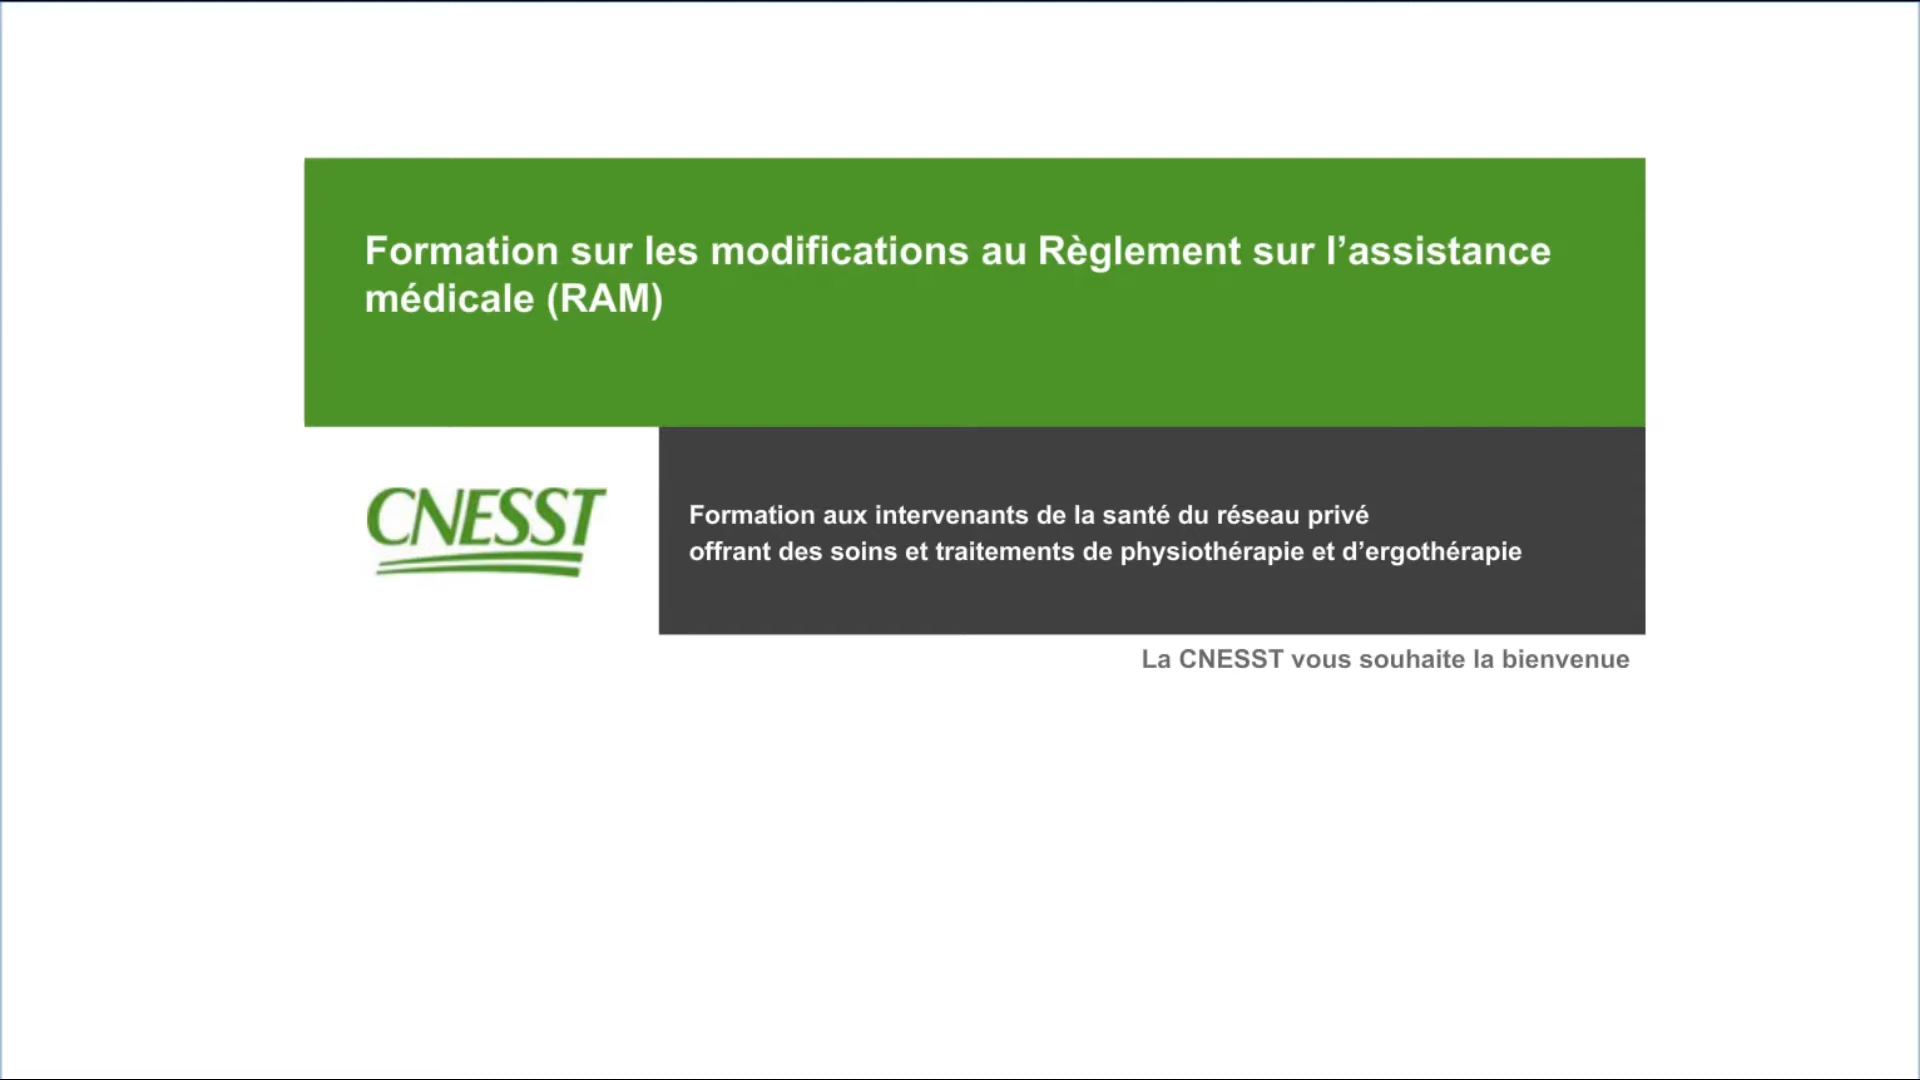 Formation sur les modifications au Règlement sur l’assistance
médicale (RAM)
CNESST
Formation aux intervenants de la santé du réseau privé
offrant des soins et traitements de physiothérapie et d’ergothérapie
La CNESST vous souhaite la bienvenue